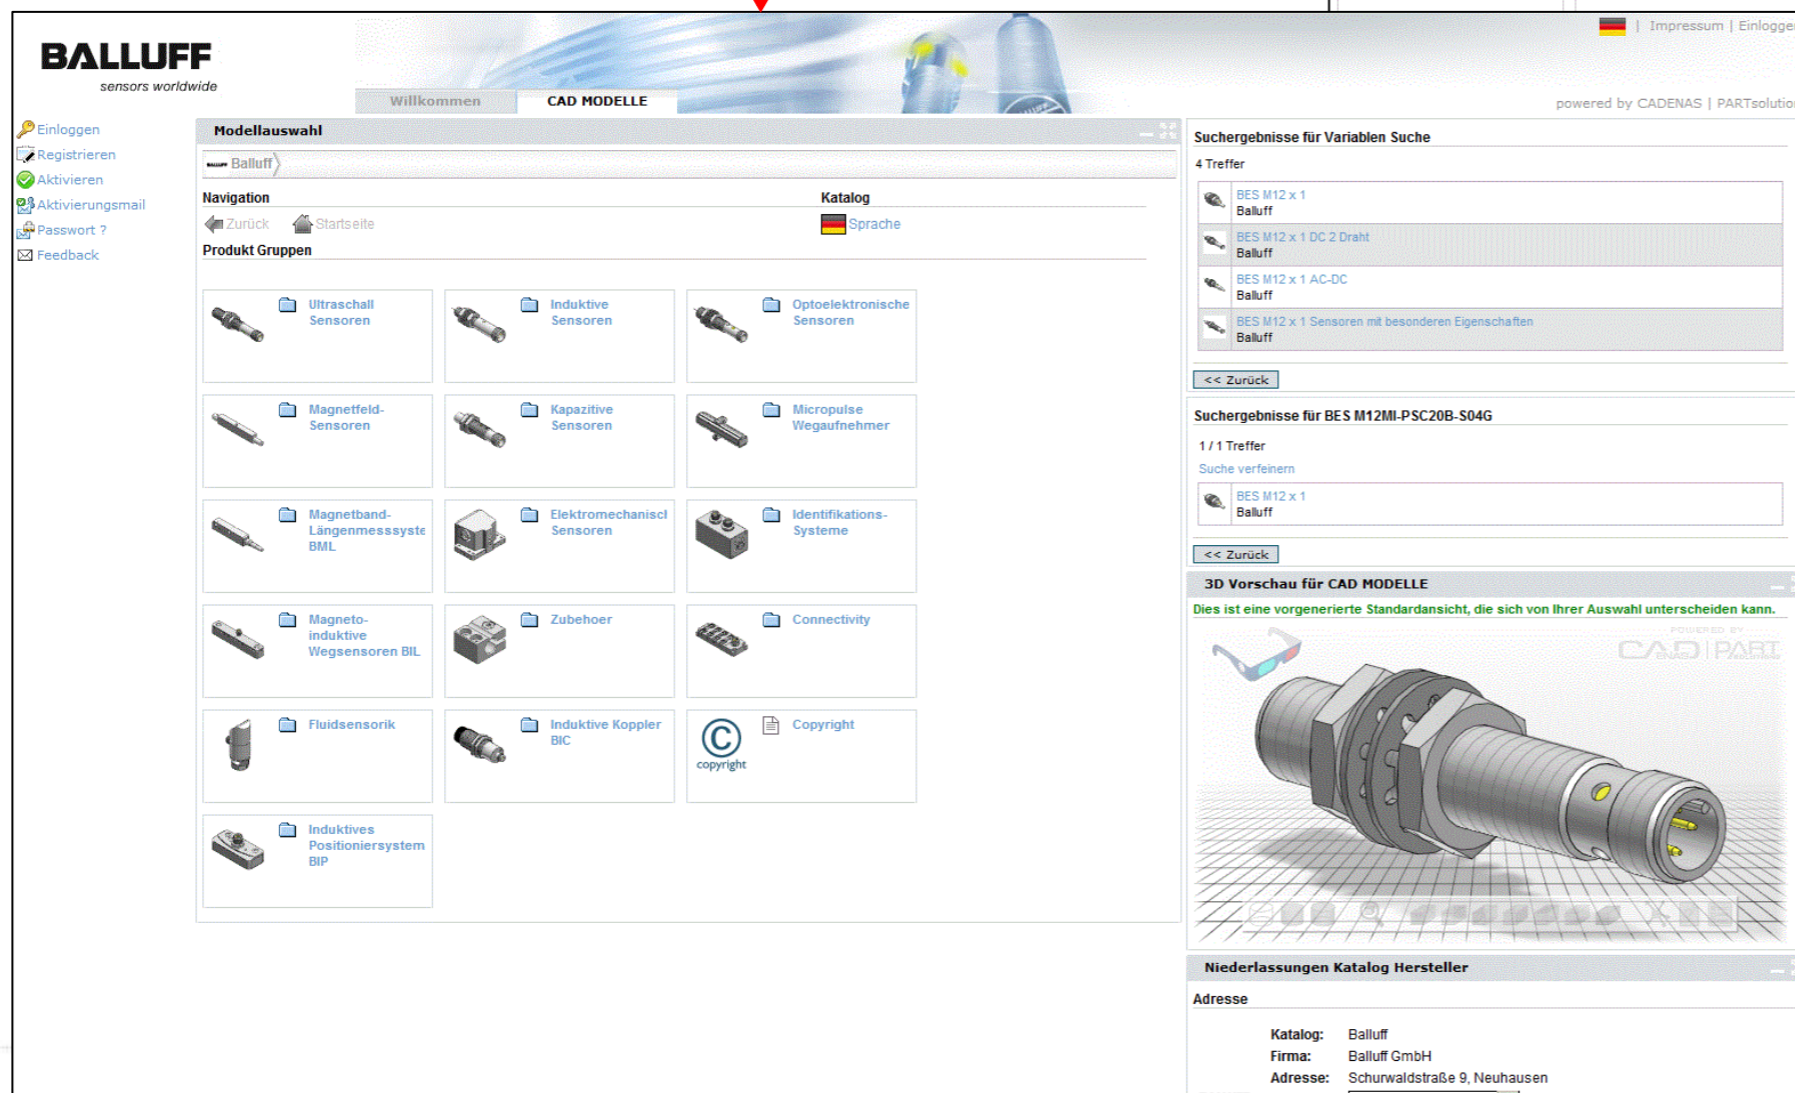 BALLUFF
sensors worldwide
Willkommen
CAD MODELLE
| Impressum |
powered by CADENAS |
Einloggen
Registrieren
Aktivieren
Aktivierungsmail
Passwort ?
Feedback
Modellauswahl
BALLUFF Balluff
Navigation
Katalog
Zurück
Startseite
Sprache
Produkt Gruppen
Ultraschall
Sensoren
Induktive
Sensoren
Optoelektronische
Sensoren
Magnetfeld-
Sensoren
Kapazitive
Sensoren
Micropulse
Wegaufnehmer
Magnetband-
Längenmesssyste
BML
Elektromechanisch
Sensoren
Identifikations-
Systeme
Magneto-
induktive
Wegsensoren BIL
Zubehoer
Connectivity
Fluidsensorik
Induktive Koppler
BIC
copyright
Copyright
Induktives
Positioniersystem
BIP
Suchergebnisse für Variablen Suche
4 Treffer
BES M12 x 1
Balluff
BES M12 x 1 DC 2 Draht
Balluff
BES M12 x 1 AC-DC
Balluff
BES M12 x 1 Sensoren mit besonderen Eigenschaften
Balluff
<< Zurück
Suchergebnisse für BES M12MI-PSC20B-S04G
1 / 1 Treffer
Suche verfeinern
BES M12 x 1
Balluff
<< Zurück
3D Vorschau für CAD MODELLE
Dies ist eine vorgenerierte Standardansicht, die sich von Ihrer Auswahl unterscheiden kann.
POWERED BY
CADENAS | PART
Niederlassungen Katalog Hersteller
Adresse
Katalog: Balluff
Firma: Balluff GmbH
Adresse: Schurwaldstraße 9, Neuhausen